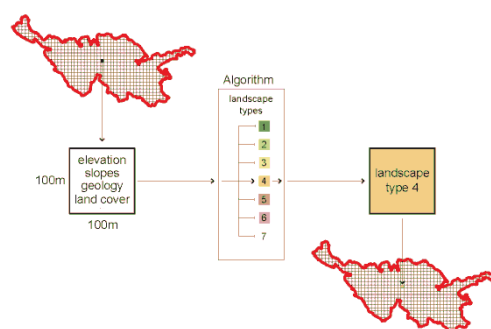 Algorithm
landscape
types
1
2
3
4
5
6
7
elevation
slopes
geology
land cover
100m
100m
landscape
type 4